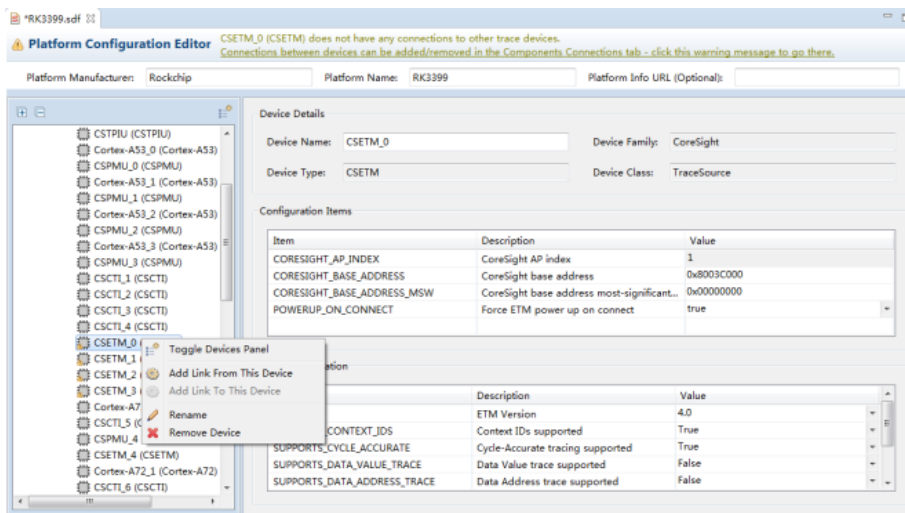 *RK3399.sdf
Platform Configuration Editor
CSETM_0 (CSETM) does not have any connections to other trace devices.
Connections between devices can be added/removed in the Components Connections tab - click this warning message to go there.
Platform Manufacturer: Rockchip Platform Name: RK3399 Platform Info URL (Optional):
CSTPIU (CSTPIU)
Cortex-A53_0 (Cortex-A53)
CSPMU_0 (CSPMU)
Cortex-A53_1 (Cortex-A53)
CSPMU_1 (CSPMU)
Cortex-A53_2 (Cortex-A53)
CSPMU_2 (CSPMU)
Cortex-A53_3 (Cortex-A53)
CSPMU_3 (CSPMU)
CSCTI_1 (CSCTI)
CSCTI_2 (CSCTI)
CSCTI_3 (CSCTI)
CSCTI_4 (CSCTI)
CSETM_0 (
CSETM_1
CSETM_2
CSETM_3
Cortex-A7
CSCTI_5 (
CSPMU_4
CSETM_4 (CSETM)
Cortex-A72_1 (Cortex-A72)
CSCTI_6 (CSCTI)
Toggle Devices Panel
Add Link From This Device
Add Link To This Device
Rename
Remove Device
Device Details
Device Name: CSETM_0 Device Family: CoreSight
Device Type: CSETM Device Class: TraceSource
Configuration Items
Item Description Value
CORESIGHT_AP_INDEX CoreSight AP index 1
CORESIGHT_BASE_ADDRESS CoreSight base address 0x8003C000
CORESIGHT_BASE_ADDRESS_MSW CoreSight base address most-significant... 0x00000000
POWERUP_ON_CONNECT Force ETM power up on connect true
ation
Description Value
ETM Version 4.0
CONTEXT_IDS Context IDs supported True
SUPPORTS_CYCLE_ACCURATE Cycle-Accurate tracing supported True
SUPPORTS_DATA_VALUE_TRACE Data Value trace supported False
SUPPORTS_DATA_ADDRESS_TRACE Data Address trace supported False